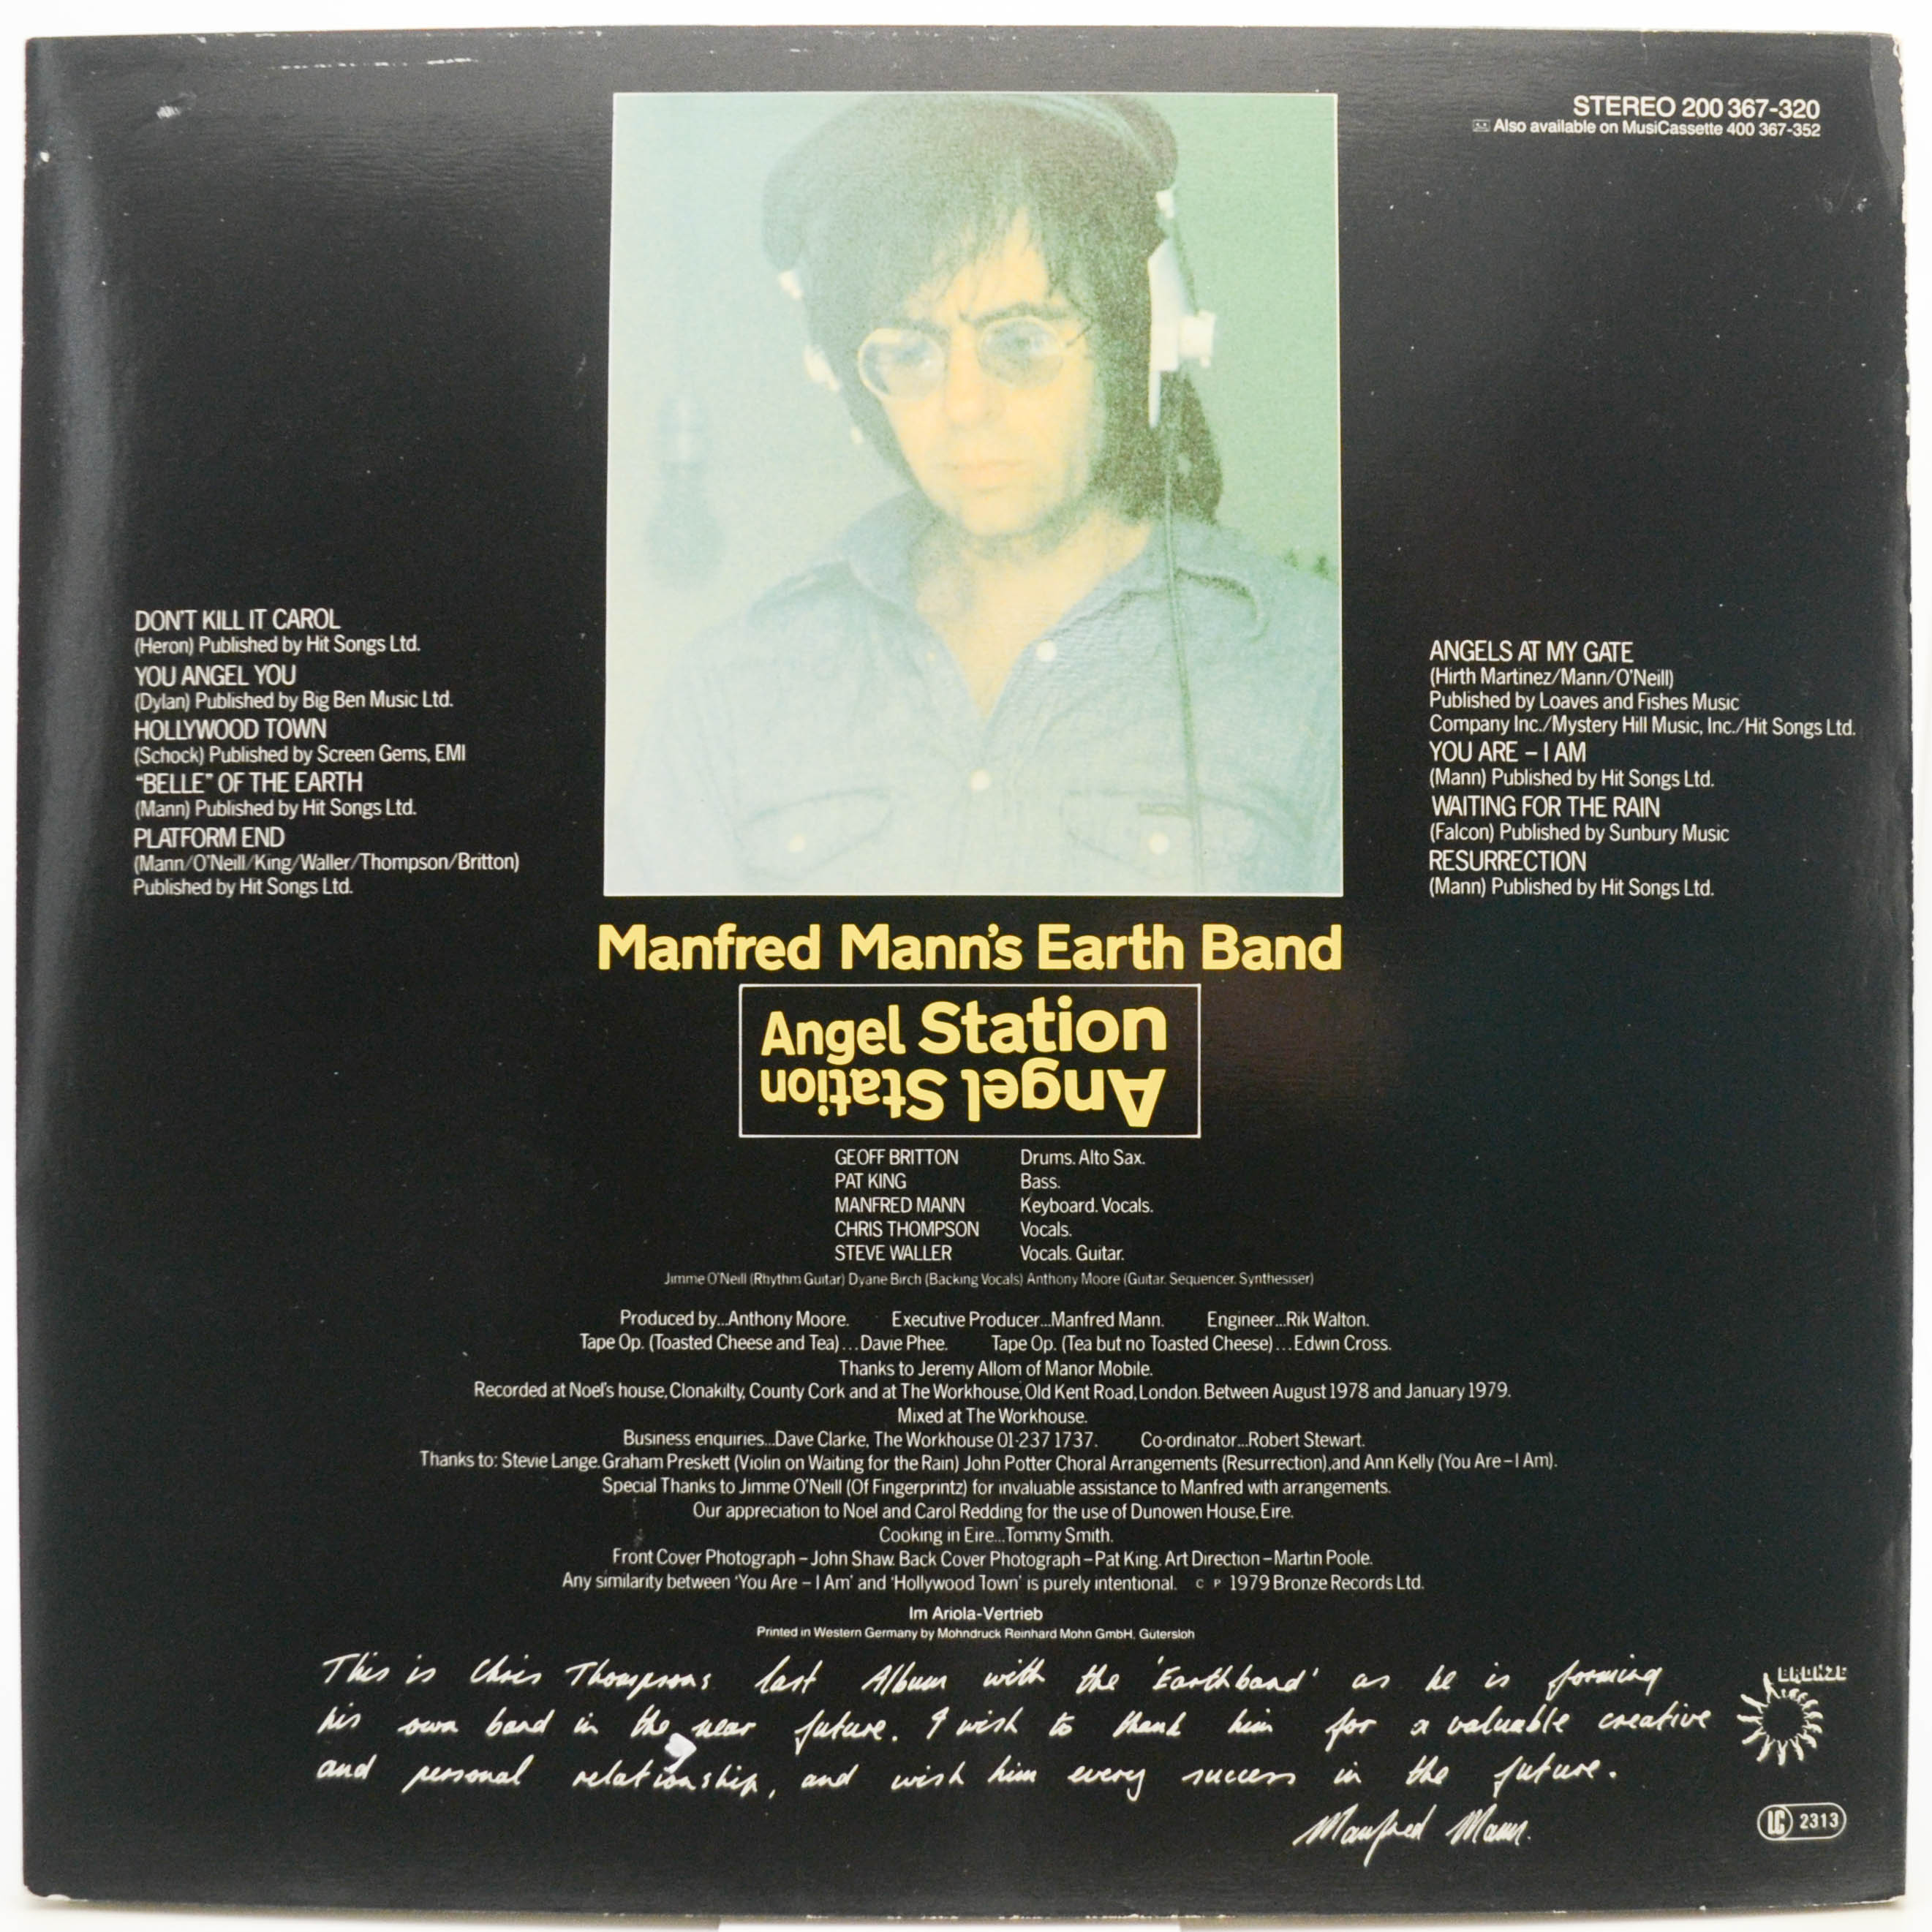 STEREO 200 367-320
Also available on MusiCassette 400 367-352
DON'T KILL IT CAROL
(Heron) Published by Hit Songs Ltd.
YOU ANGEL YOU
(Dylan) Published by Big Ben Music Ltd.
HOLLYWOOD TOWN
(Schock) Published by Screen Gems, EMI
“BELLE” OF THE EARTH
(Mann) Published by Hit Songs Ltd.
PLATFORM END
(Mann/O'Neill/King/Waller/Thompson/Britton)
Published by Hit Songs Ltd.
ANGELS AT MY GATE
(Hirth Martinez/Mann/O'Neill)
Published by Loaves and Fishes Music
Company Inc./Mystery Hill Music, Inc./Hit Songs Ltd.
YOU ARE – I AM
(Mann) Published by Hit Songs Ltd.
WAITING FOR THE RAIN
(Falcon) Published by Sunbury Music
RESURRECTION
(Mann) Published by Hit Songs Ltd.
Manfred Mann's Earth Band
Angel Station
Angel Station
GEOFF BRITTON Drums. Alto Sax.
PAT KING Bass.
MANFRED MANN Keyboard. Vocals.
CHRIS THOMPSON Vocals.
STEVE WALLER Vocals. Guitar.
Jimme O'Neill (Rhythm Guitar) Dyane Birch (Backing Vocals) Anthony Moore (Guitar. Sequencer. Synthesiser)
Produced by...Anthony Moore. Executive Producer...Manfred Mann. Engineer...Rik Walton.
Tape Op. (Toasted Cheese and Tea)...Davie Phee. Tape Op. (Tea but no Toasted Cheese)...Edwin Cross.
Thanks to Jeremy Allom of Manor Mobile.
Recorded at Noel's house, Clonakilty, County Cork and at The Workhouse, Old Kent Road, London. Between August 1978 and January 1979.
Mixed at The Workhouse.
Business enquiries...Dave Clarke, The Workhouse 01-237 1737. Co-ordinator...Robert Stewart.
Thanks to: Stevie Lange. Graham Preskett (Violin on Waiting for the Rain) John Potter Choral Arrangements (Resurrection), and Ann Kelly (You Are – I Am).
Special Thanks to Jimme O'Neill (Of Fingerprintz) for invaluable assistance to Manfred with arrangements.
Our appreciation to Noel and Carol Redding for the use of Dunowen House, Eire.
Cooking in Eire...Tommy Smith.
Front Cover Photograph – John Shaw. Back Cover Photograph – Pat King. Art Direction – Martin Poole.
Any similarity between 'You Are – I Am' and 'Hollywood Town' is purely intentional. C P 1979 Bronze Records Ltd.
Im Ariola-Vertrieb
Printed in Western Germany by Mohndruck Reinhard Mohn GmbH, Gütersloh
This is Chris Thompsons last Album with the 'Earthband' as he is forming
his own band in the near future. I wish to thank him for a valuable creative
and personal relationship, and wish him every success in the future.
Manfred Mann.
BRONZE
LC 2313